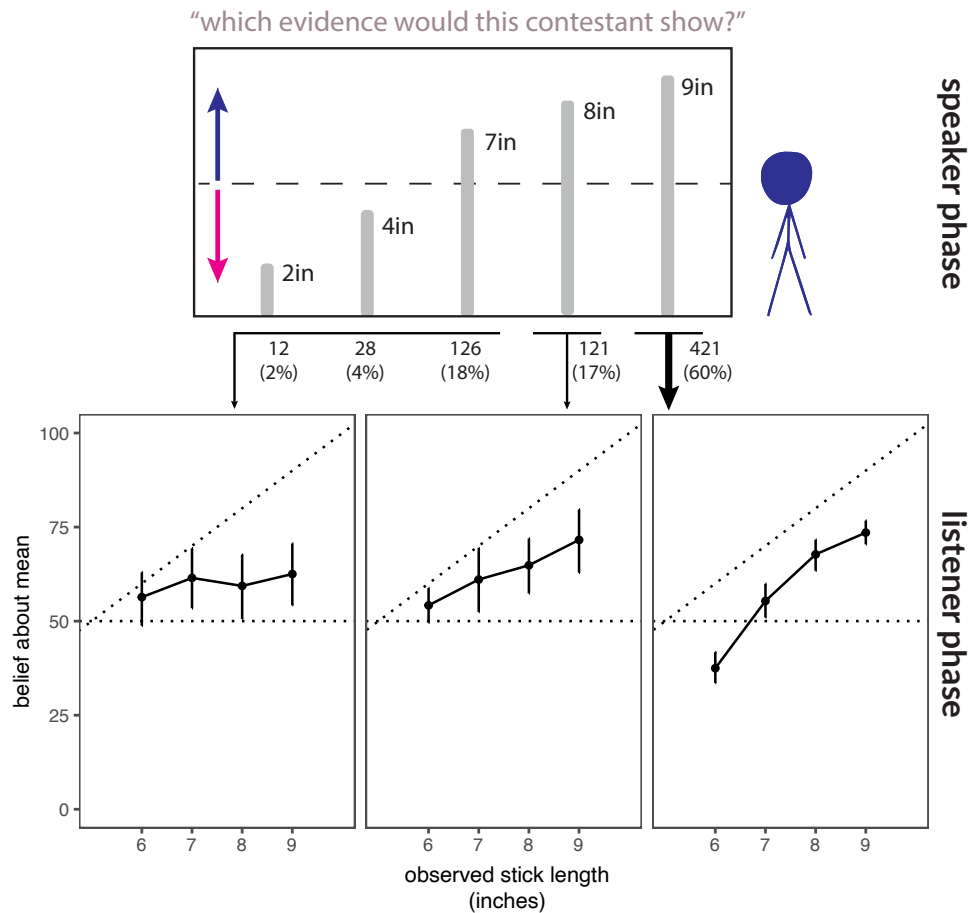 “which evidence would this contestant show?”
2in
4in
7in
8in
9in
speaker phase
12
(2%)
28
(4%)
126
(18%)
121
(17%)
421
(60%)
100
75
50
25
0
belief about mean
listener phase
6 7 8 9
6 7 8 9
6 7 8 9
observed stick length
(inches)